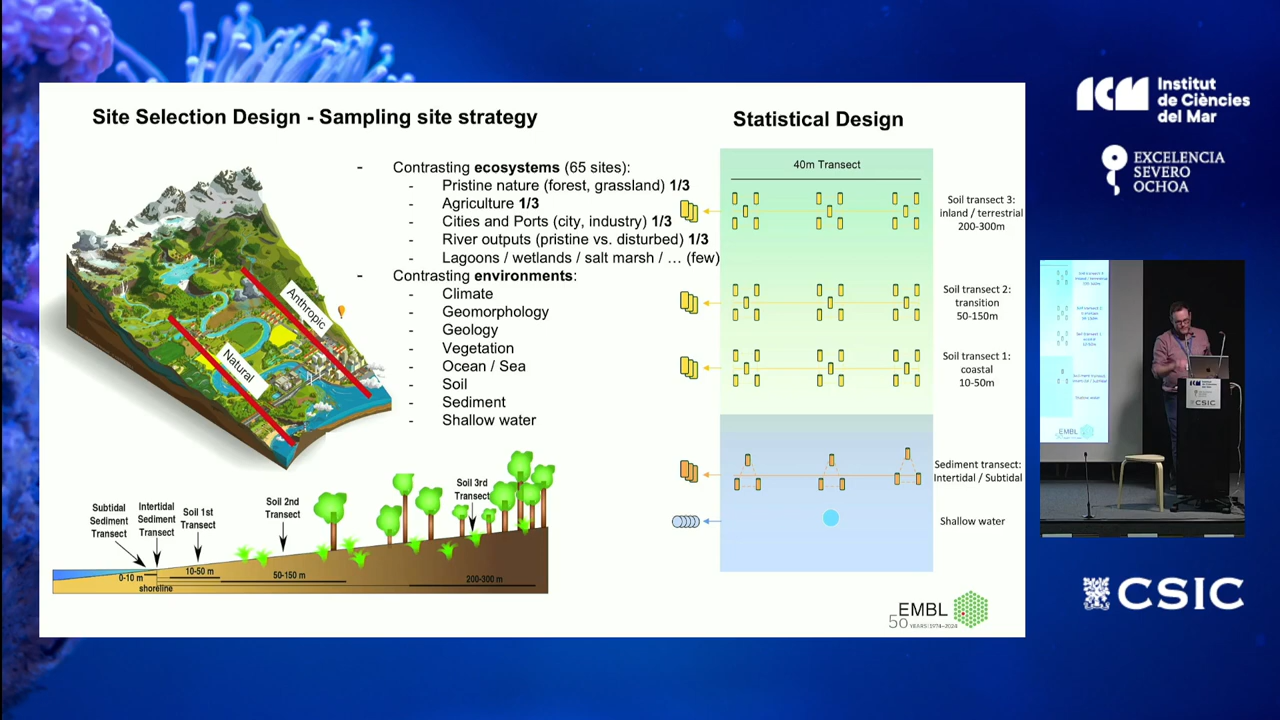 Site Selection Design - Sampling site strategy
- Contrasting ecosystems (65 sites):
- Pristine nature (forest, grassland) 1/3
- Agriculture 1/3
- Cities and Ports (city, industry) 1/3
- River outputs (pristine vs. disturbed) 1/3
- Lagoons / wetlands / salt marsh / ... (few)
- Contrasting environments:
- Climate
- Geomorphology
- Geology
- Vegetation
- Ocean / Sea
- Soil
- Sediment
- Shallow water
Anthropic
Natural
Subtidal
Sediment
Transect
Intertidal
Sediment
Transect
Soil 1st
Transect
Soil 2nd
Transect
Soil 3rd
Transect
0-10 m
shoreline
10-50 m
50-150 m
200-300 m
Statistical Design
40m Transect
Soil transect 3:
inland / terrestrial
200-300m
Soil transect 2:
transition
50-150m
Soil transect 1:
coastal
10-50m
Sediment transect:
Intertidal / Subtidal
Shallow water
EMBL
50 YEARS | 1974–2024
ICM
Institut
de Ciències
del Mar
EXCELENCIA
SEVERO
OCHOA
CSIC
EMBL
CSIC